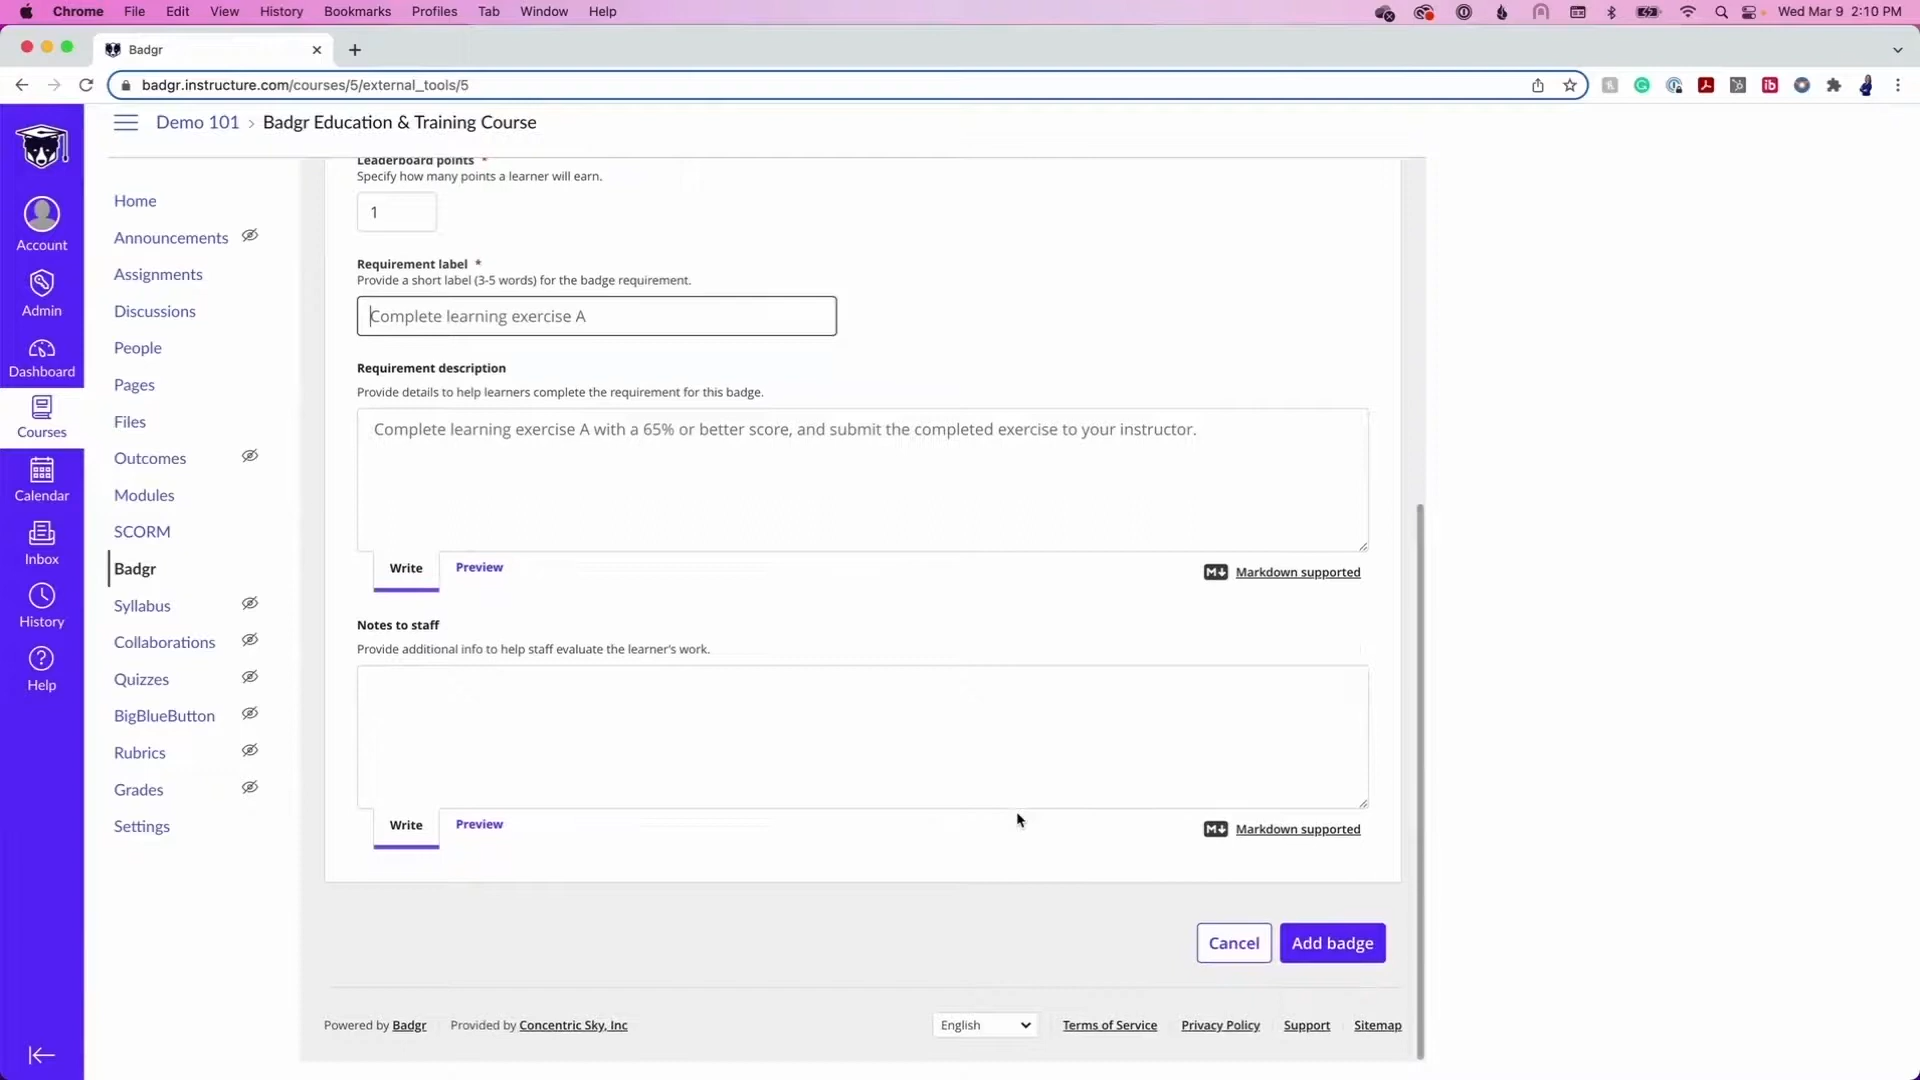 Chrome File Edit View History Bookmarks Profiles Tab Window Help Wed Mar 9 2:10 PM
Badgr
badgr.instructure.com/courses/5/external_tools/5
Demo 101 > Badgr Education & Training Course
Account
Admin
Dashboard
Courses
Calendar
Inbox
History
Help
Home
Announcements
Assignments
Discussions
People
Pages
Files
Outcomes
Modules
SCORM
Badgr
Syllabus
Collaborations
Quizzes
BigBlueButton
Rubrics
Grades
Settings
Leaderboard points *
Specify how many points a learner will earn.
1
Requirement label *
Provide a short label (3-5 words) for the badge requirement.
Complete learning exercise A
Requirement description
Provide details to help learners complete the requirement for this badge.
Complete learning exercise A with a 65% or better score, and submit the completed exercise to your instructor.
Write Preview M Markdown supported
Notes to staff
Provide additional info to help staff evaluate the learner's work.
Write Preview M Markdown supported
Cancel Add badge
Powered by Badgr Provided by Concentric Sky, Inc English Terms of Service Privacy Policy Support Sitemap